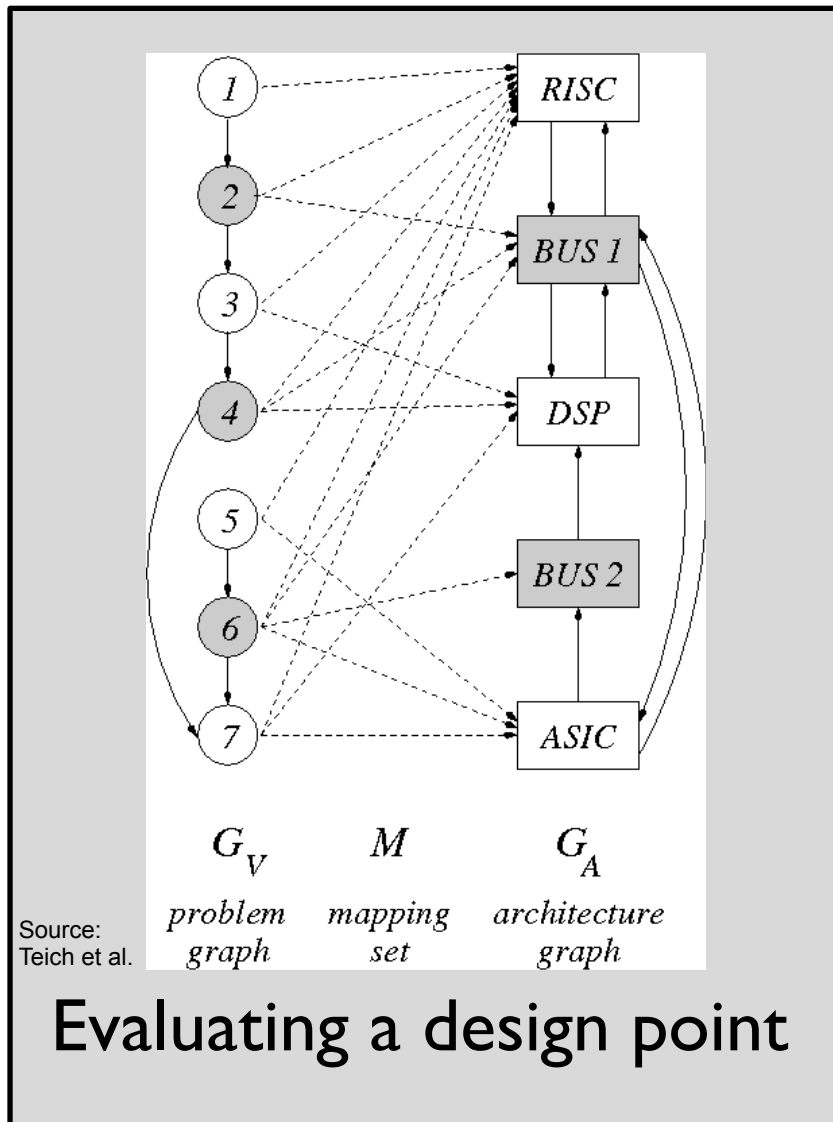 1
RISC
2
BUS 1
3
4
DSP
5
BUS 2
6
7
ASIC
G_V M G_A
problem mapping architecture
graph set graph
Source:
Teich et al.
Evaluating a design point